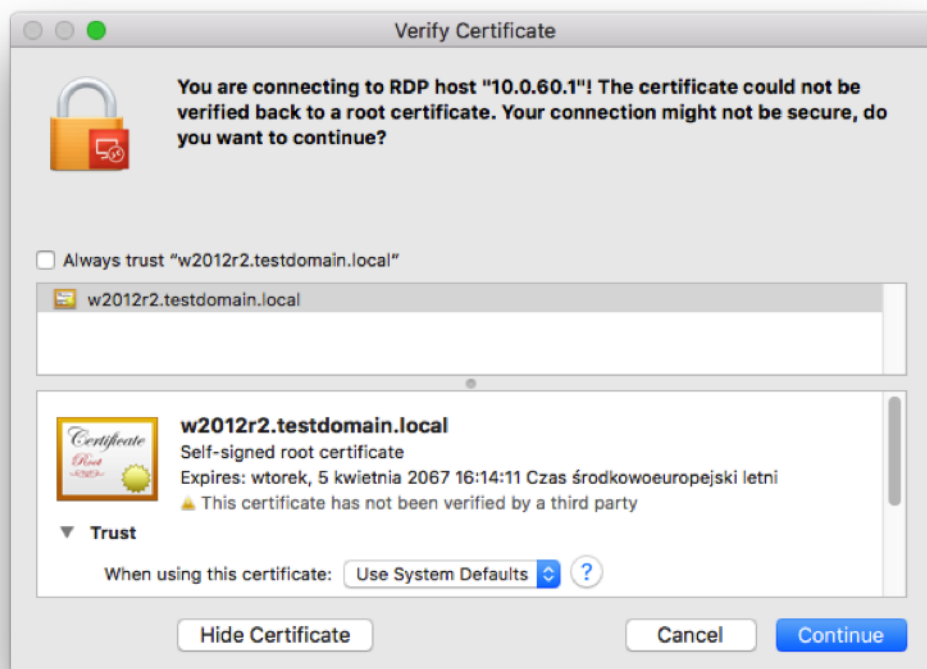 Verify Certificate
You are connecting to RDP host "10.0.60.1"! The certificate could not be
verified back to a root certificate. Your connection might not be secure, do
you want to continue?
Always trust “w2012r2.testdomain.local“
w2012r2.testdomain.local
Certificate
Root
w2012r2.testdomain.local
Self-signed root certificate
Expires: wtorek, 5 kwietnia 2067 16:14:11 Czas środkowoeuropejski letni
This certificate has not been verified by a third party
Trust
When using this certificate: Use System Defaults ?
Hide Certificate Cancel Continue